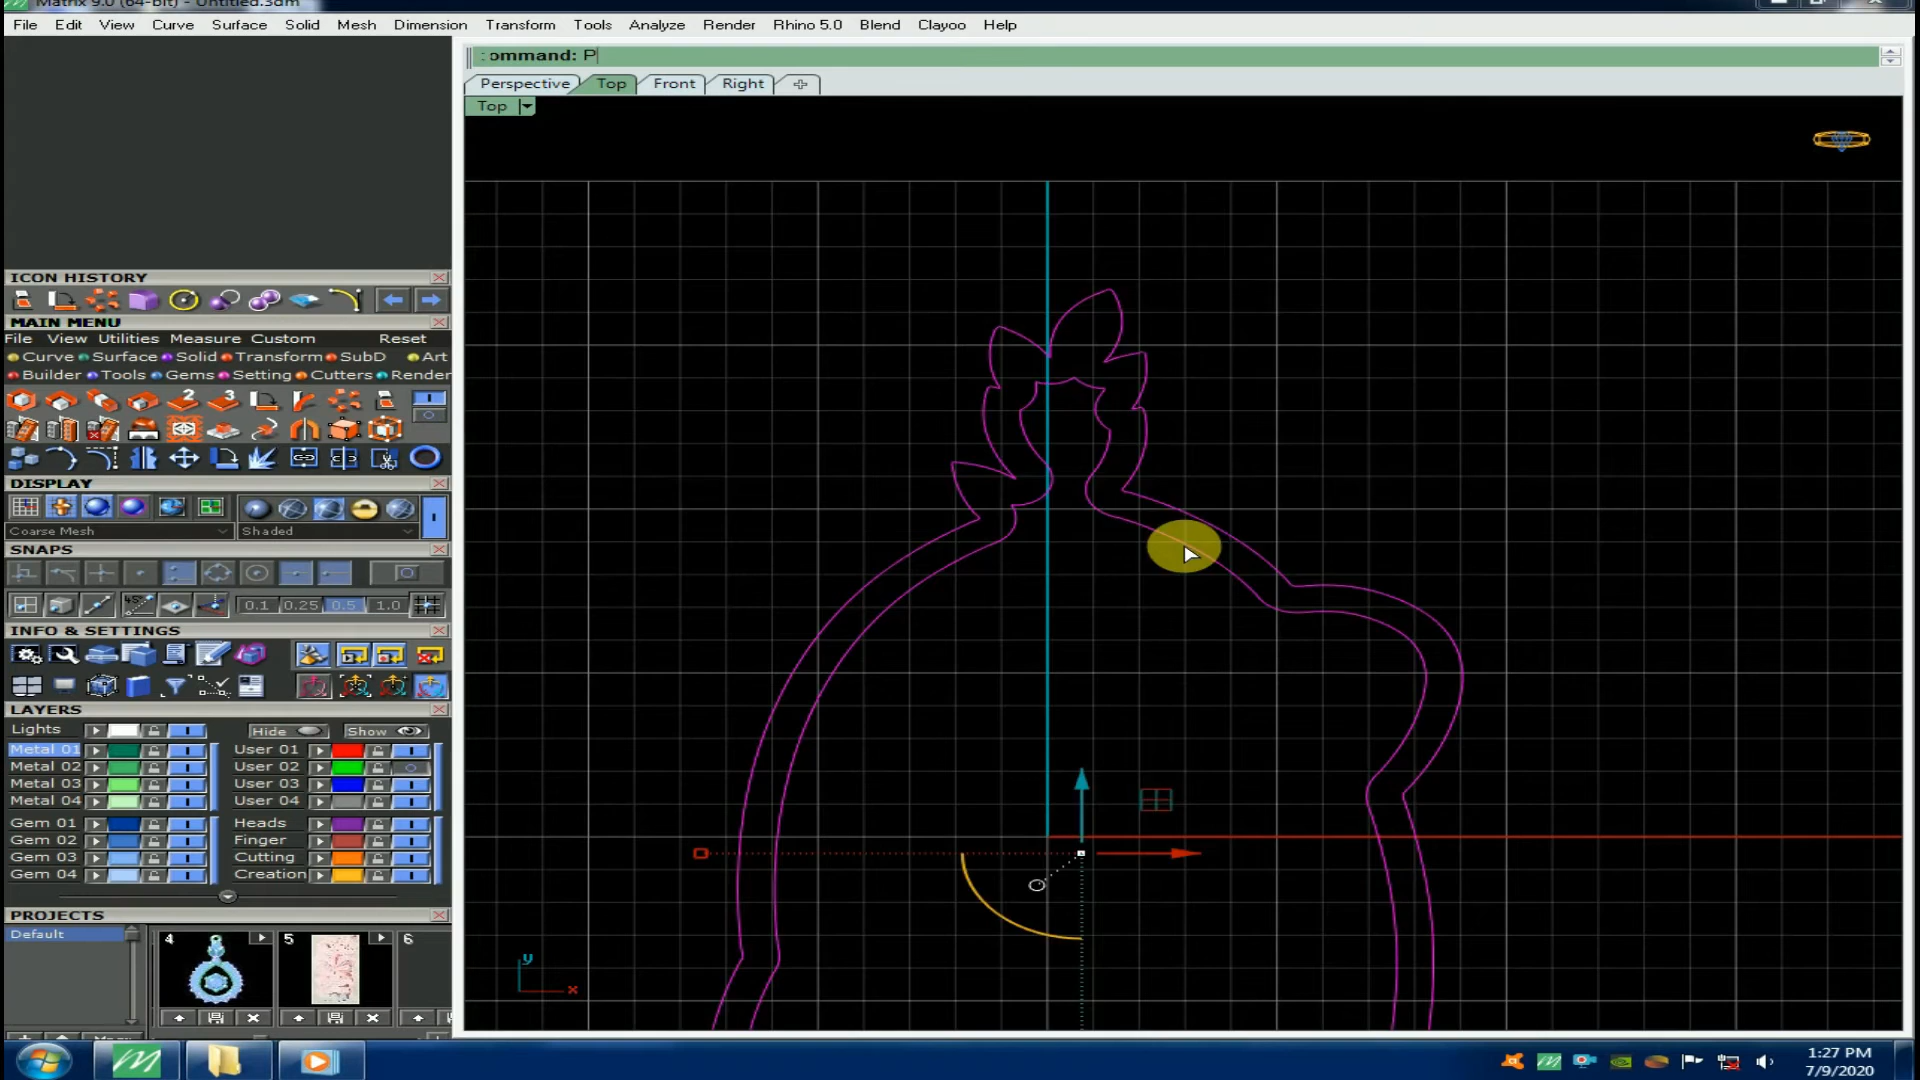 Matrix 9.0 (64-bit) - Untitled.3dm
File Edit View Curve Surface Solid Mesh Dimension Transform Tools Analyze Render Rhino 5.0 Blend Clayoo Help
ommand: P
Perspective Top Front Right
Top
ICON HISTORY
MAIN MENU
File View Utilities Measure Custom Reset
Curve Surface Solid Transform SubD Art
Builder Tools Gems Setting Cutters Render
2 3
DISPLAY
Coarse Mesh Shaded
SNAPS
45° 0.1 0.25 0.5 1.0
INFO & SETTINGS
LAYERS
Lights Hide Show
Metal 01 User 01
Metal 02 User 02
Metal 03 User 03
Metal 04 User 04
Gem 01 Heads
Gem 02 Finger
Gem 03 Cutting
Gem 04 Creation
PROJECTS
Default 4 5 6
y
x
1:27 PM
7/9/2020